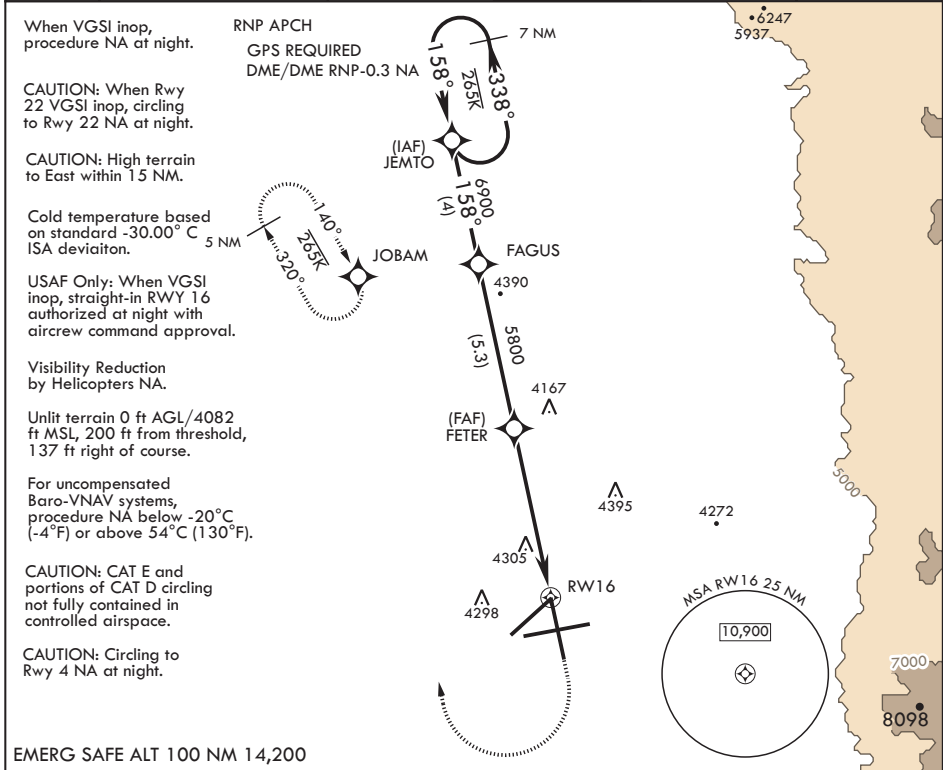 When VGSI inop,
procedure NA at night.
CAUTION: When Rwy
22 VGSI inop, circling
to Rwy 22 NA at night.
CAUTION: High terrain
to East within 15 NM.
Cold temperature based
on standard -30.00° C
ISA deviaiton.
USAF Only: When VGSI
inop, straight-in RWY 16
authorized at night with
aircrew command approval.
Visibility Reduction
by Helicopters NA.
Unlit terrain 0 ft AGL/4082
ft MSL, 200 ft from threshold,
137 ft right of course.
For uncompensated
Baro-VNAV systems,
procedure NA below -20°C
(-4°F) or above 54°C (130°F).
CAUTION: CAT E and
portions of CAT D circling
not fully contained in
controlled airspace.
CAUTION: Circling to
Rwy 4 NA at night.
EMERG SAFE ALT 100 NM 14,200
RNP APCH
GPS REQUIRED
DME/DME RNP-0.3 NA
7 NM
158°
265K
338°
(IAF)
JEMTO
6900
158°
(4)
5 NM
140°
265K
320°
JOBAM
FAGUS
4390
5800
(5.3)
4167
(FAF)
FETER
4395
4272
4305
RW16
4298
MSA RW16 25 NM
10,900
6247
5937
5000
7000
8098